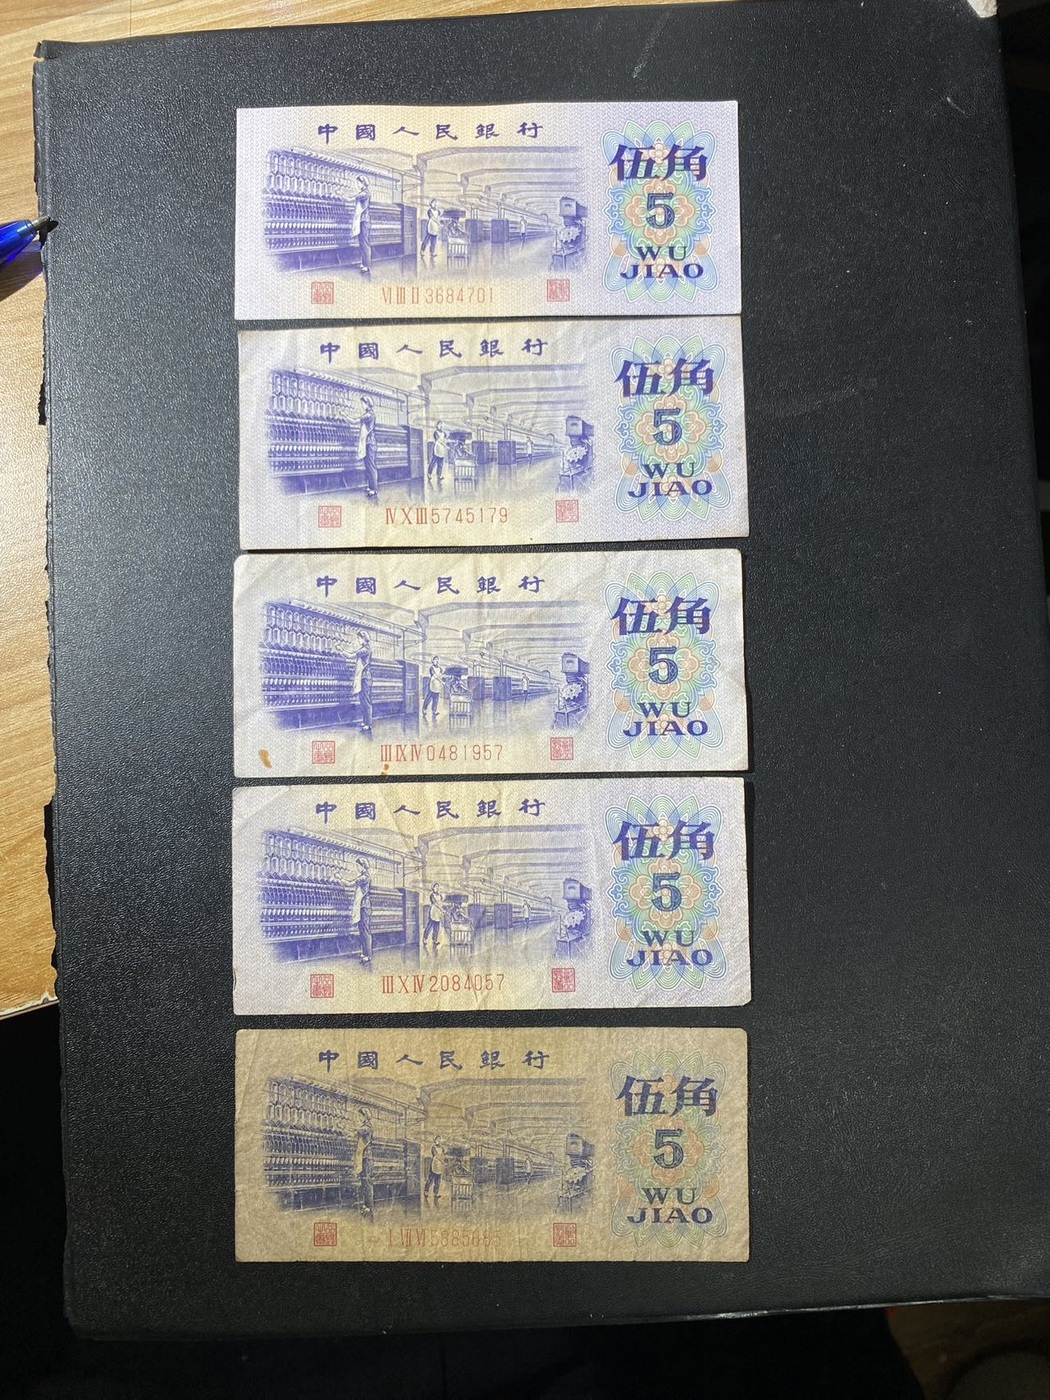 中國人民銀行
伍角
5
WU
JIAO
ⅥⅢⅡ3684701
中國人民銀行
伍角
5
WU
JIAO
ⅣⅩⅢ5745179
中國人民銀行
伍角
5
WU
JIAO
ⅢⅨⅣ0481957
中國人民銀行
伍角
5
WU
JIAO
ⅢⅩⅣ2084057
中國人民銀行
伍角
5
WU
JIAO